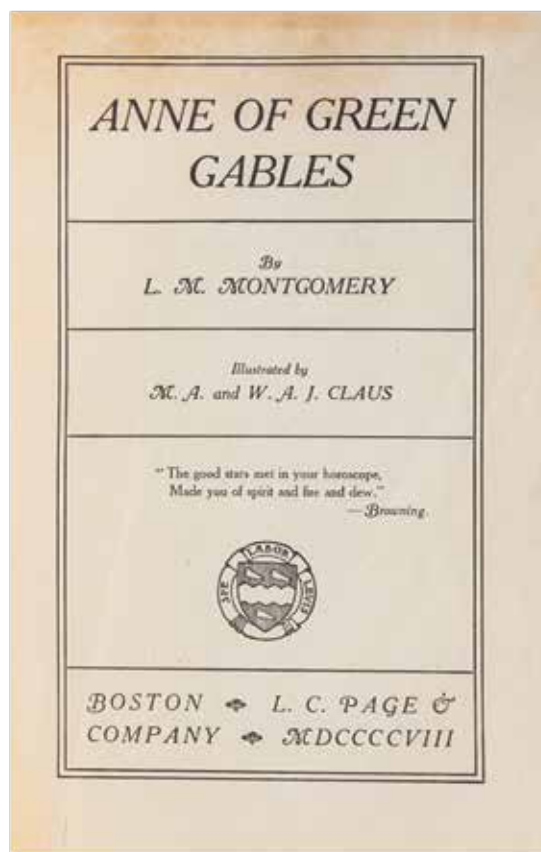 ANNE OF GREEN
GABLES
By
L. M. MONTGOMERY
Illustrated by
M. A. and W. A. J. CLAUS
"The good stars met in your horoscope,
Made you of spirit and fire and dew."
— Browning.
SPE LABOR LEVIS
BOSTON L. C. PAGE &
COMPANY MDCCCCVIII